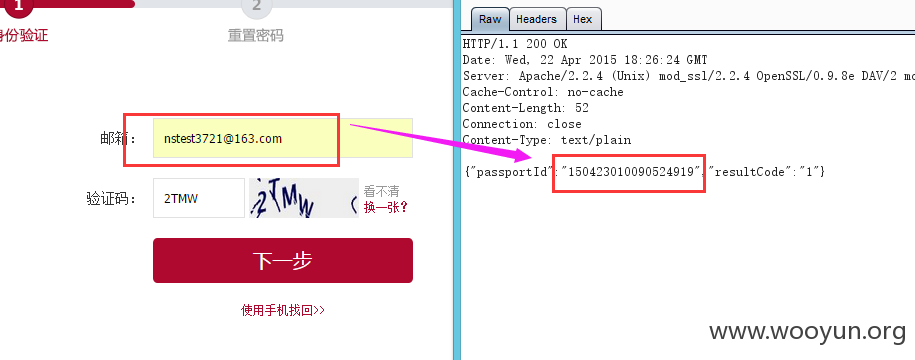 1
2
身份验证
重置密码
邮箱：
nstest3721@163.com
验证码：
2TMW
2TMW
看不清
换一张?
下一步
使用手机找回>>
Raw
Headers
Hex
HTTP/1.1 200 OK
Date: Wed, 22 Apr 2015 18:26:24 GMT
Server: Apache/2.2.4 (Unix) mod_ssl/2.2.4 OpenSSL/0.9.8e DAV/2 mo
Cache-Control: no-cache
Content-Length: 52
Connection: close
Content-Type: text/plain
{"passportId":"150423010090524919","resultCode":"1"}
www.wooyun.org